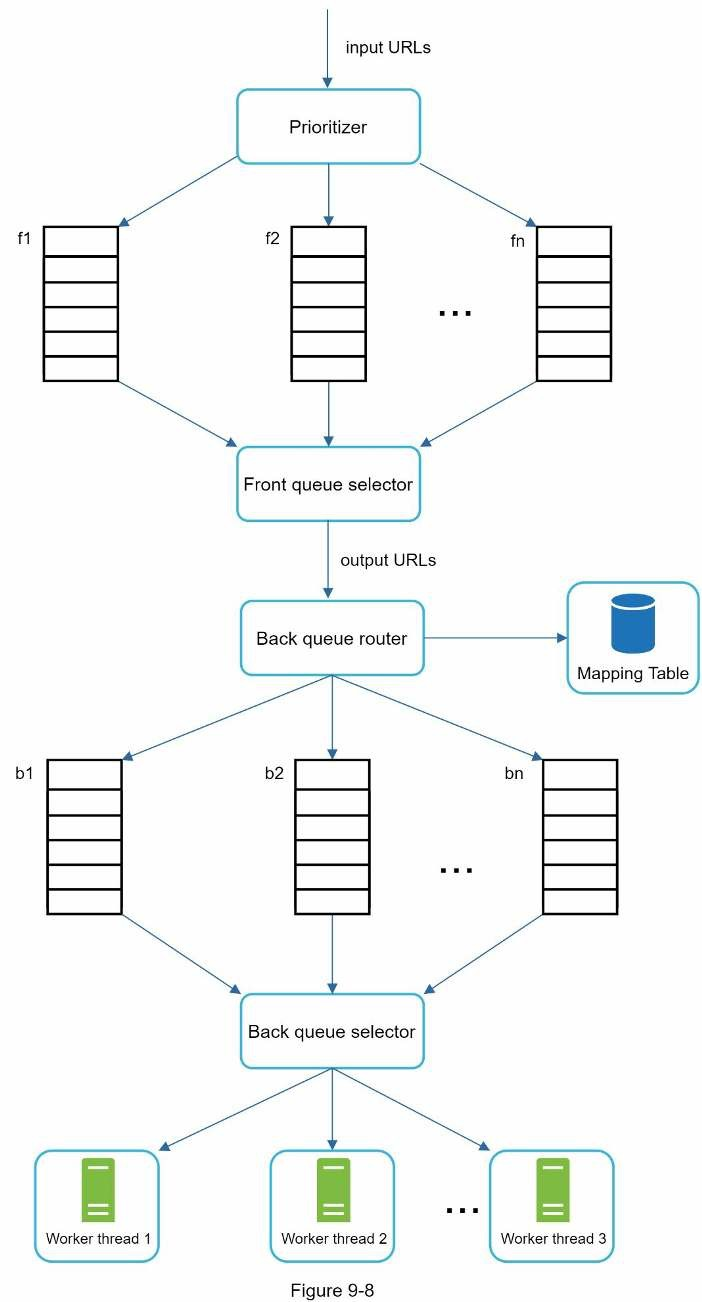 input URLs
Prioritizer
f1
f2
fn
...
Front queue selector
output URLs
Back queue router
Mapping Table
b1
b2
bn
...
Back queue selector
...
Worker thread 1
Worker thread 2
Worker thread 3
Figure 9-8